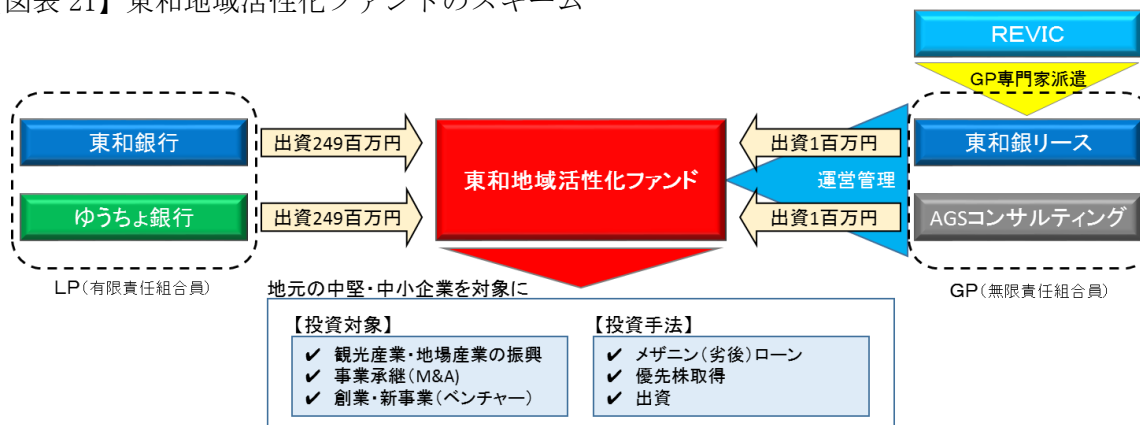 図表 21】東和地域活性化ファンドのスキーム
REVIC
GP専門家派遣
東和銀行
出資249百万円
ゆうちょ銀行
出資249百万円
LP(有限責任組合員)
東和地域活性化ファンド
出資1百万円
運営管理
出資1百万円
東和銀リース
AGSコンサルティング
GP(無限責任組合員)
地元の中堅・中小企業を対象に
【投資対象】
✔ 観光産業・地場産業の振興
✔ 事業承継(M&A)
✔ 創業・新事業(ベンチャー)
【投資手法】
✔ メザニン(劣後)ローン
✔ 優先株取得
✔ 出資